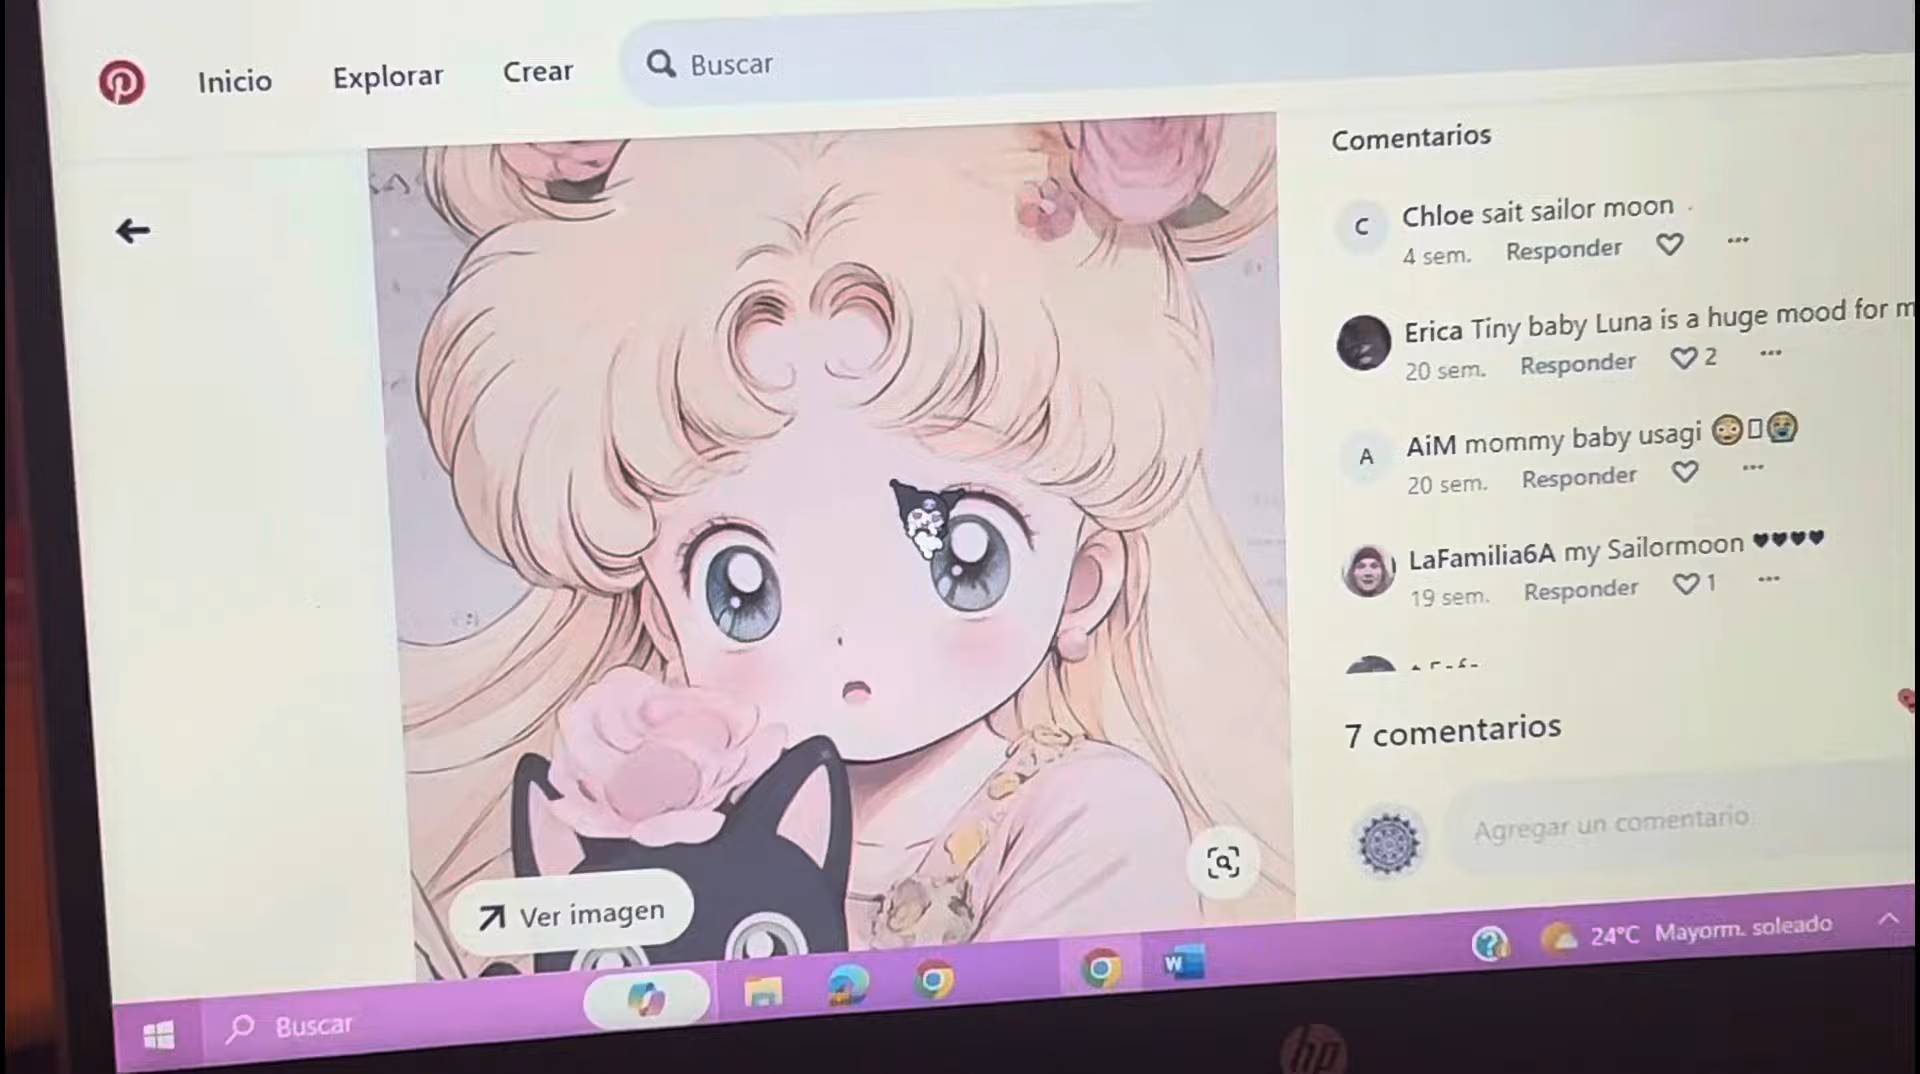 Inicio Explorar Crear Buscar
Comentarios
C Chloe sait sailor moon
4 sem. Responder
Erica Tiny baby Luna is a huge mood for
20 sem. Responder 2
A AiM mommy baby usagi 😳😭
20 sem. Responder
LaFamilia6A my Sailormoon ♥♥♥♥
19 sem. Responder 1
7 comentarios
Agregar un comentario
Ver imagen
24°C Mayorm. soleado
Buscar
hp